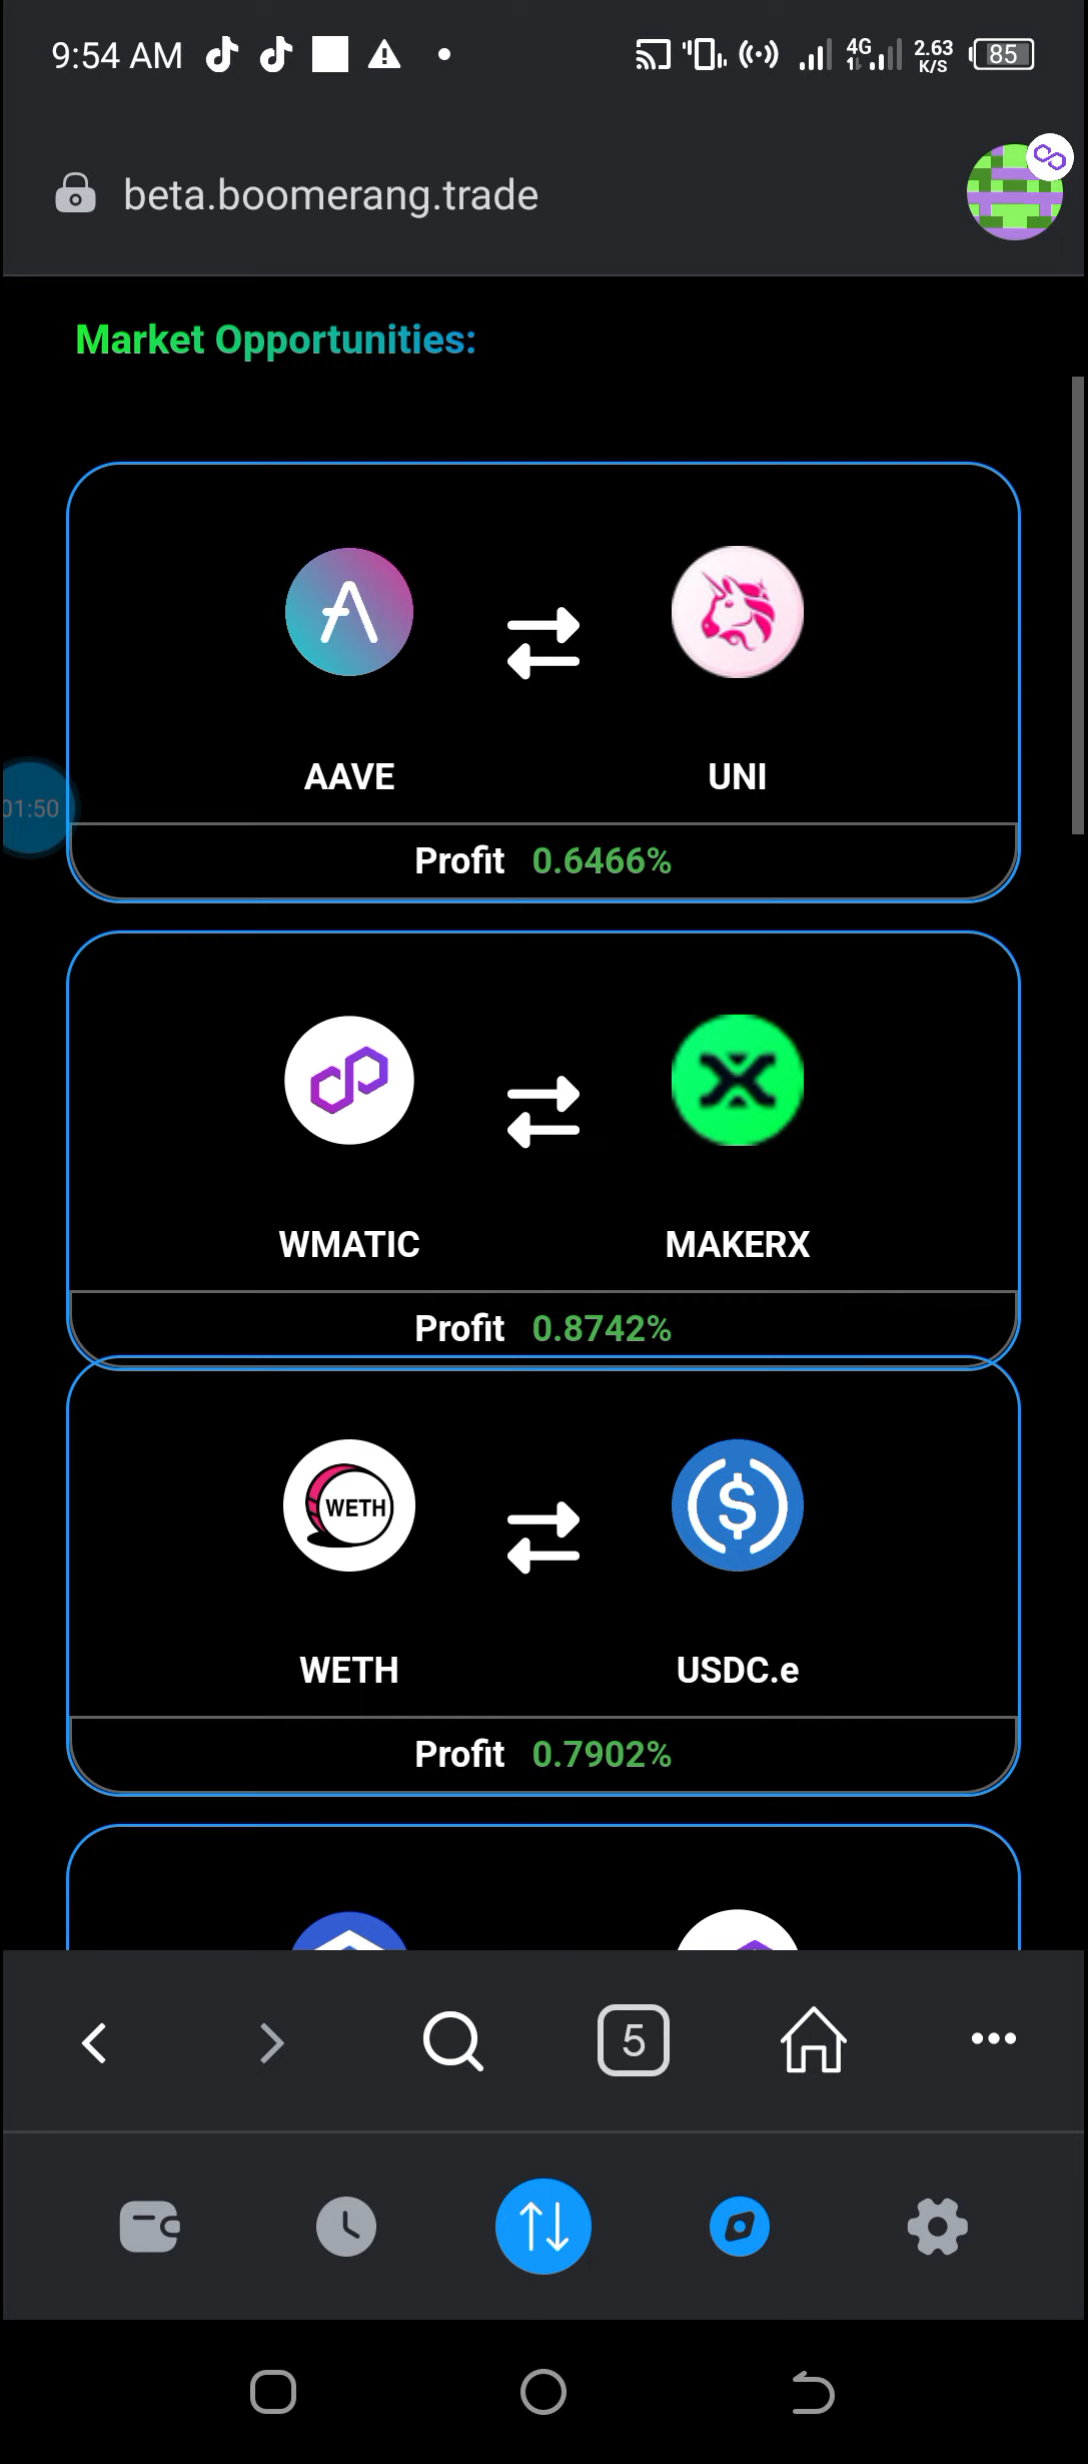 9:54 AM
4G
2.63
K/S
85
beta.boomerang.trade
Market Opportunities:
AAVE
UNI
01:50
Profit 0.6466%
WMATIC
MAKERX
Profit 0.8742%
WETH
WETH
USDC.e
Profit 0.7902%
5